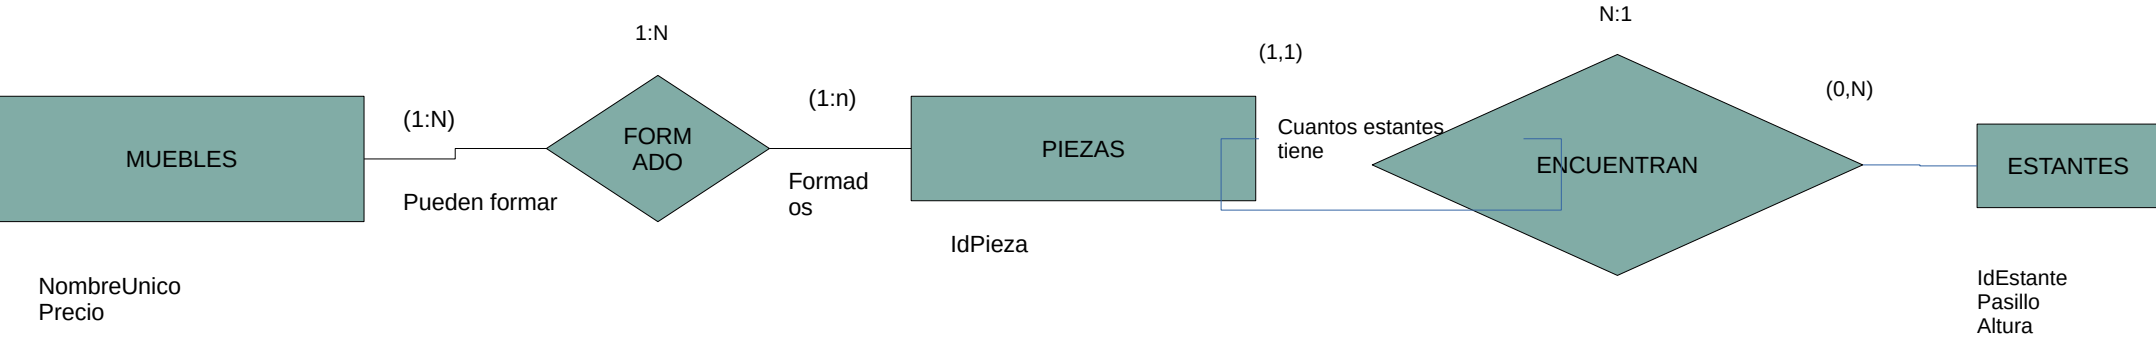 1:N
N:1
(1,1)
(0,N)
(1:n)
(1:N)
MUEBLES
FORM
ADO
PIEZAS
Cuantos estantes
tiene
ENCUENTRAN
ESTANTES
Pueden formar
Formad
os
IdPieza
NombreUnico
Precio
IdEstante
Pasillo
Altura